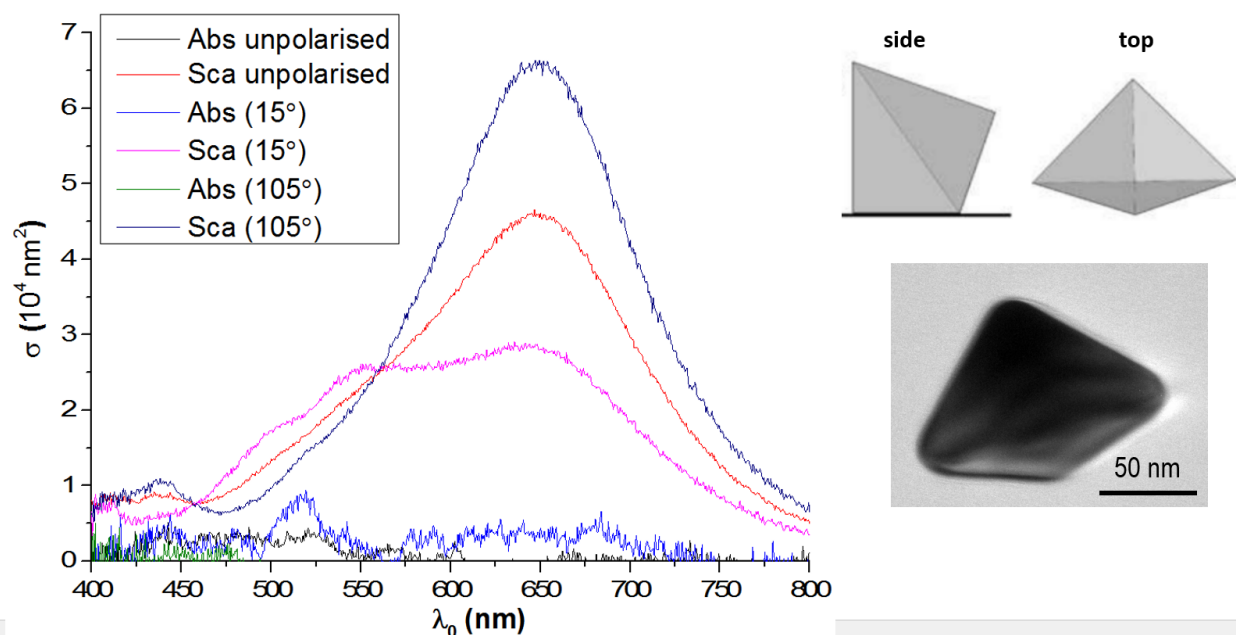 Abs unpolarised
Sca unpolarised
Abs (15°)
Sca (15°)
Abs (105°)
Sca (105°)
σ (10⁴ nm²)
7
6
5
4
3
2
1
0
400 450 500 550 600 650 700 750 800
λ₀ (nm)
side top
50 nm